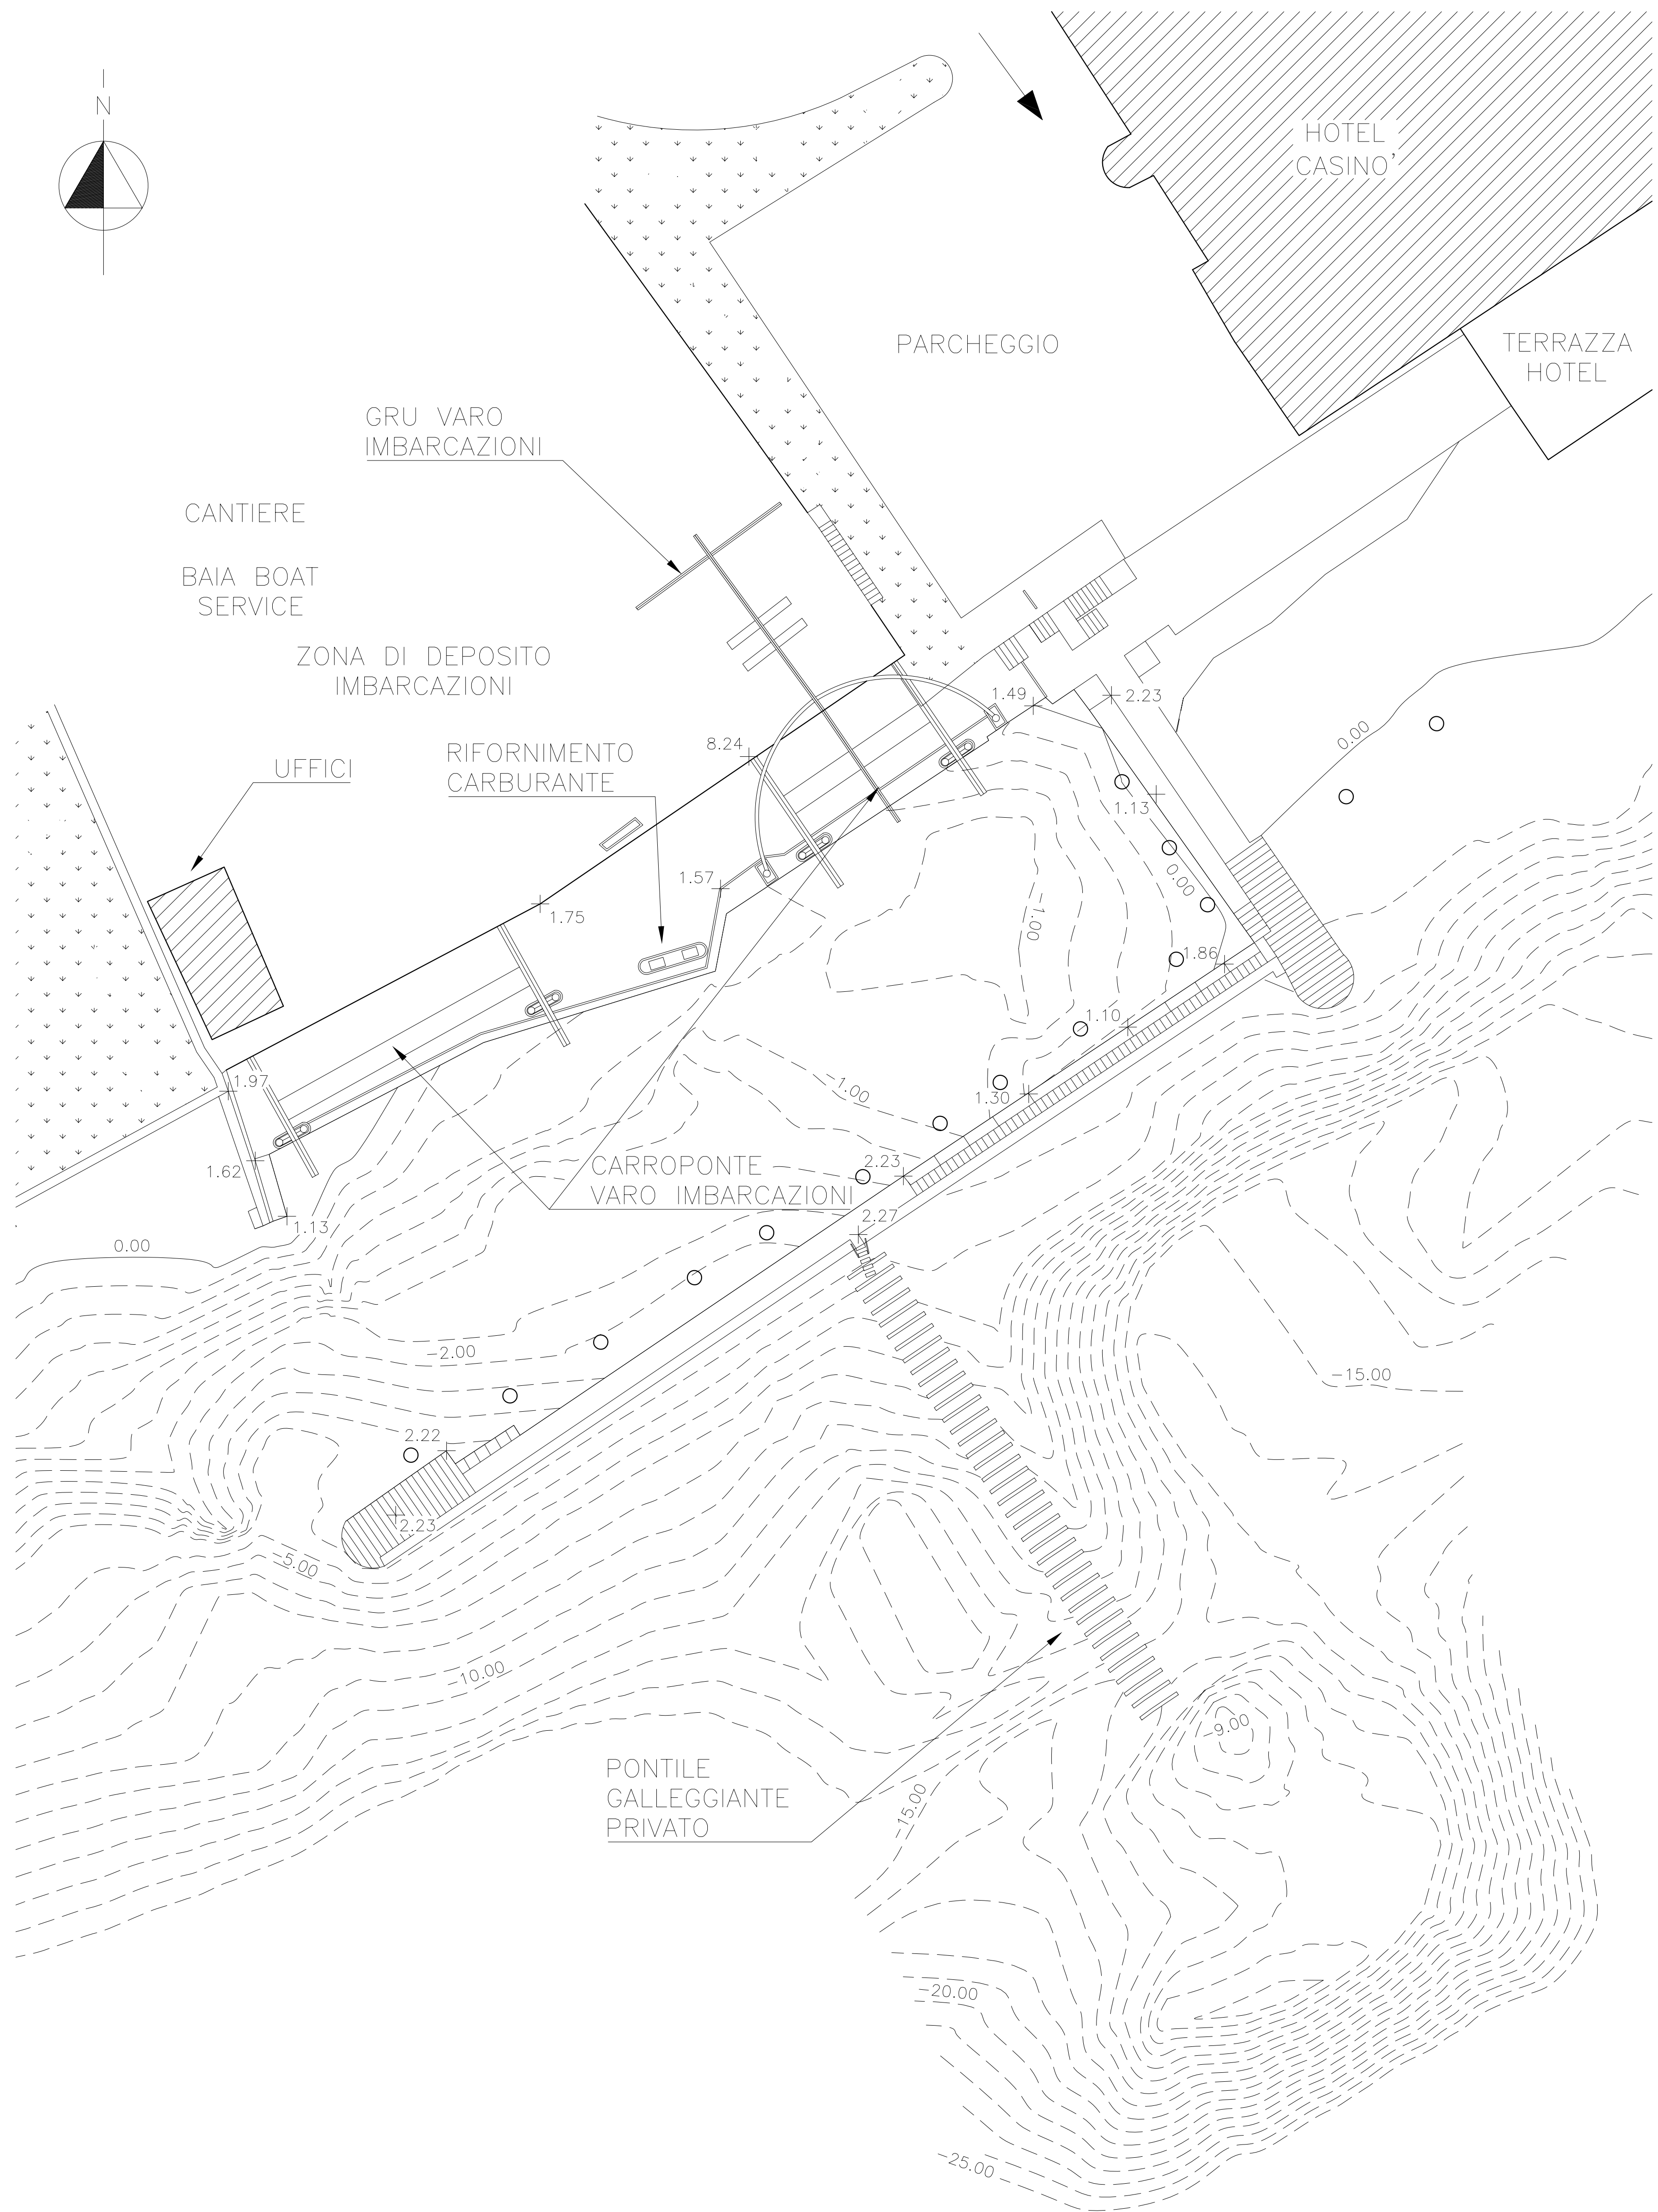 N
HOTEL
CASINO'
PARCHEGGIO
TERRAZZA
HOTEL
GRU VARO
IMBARCAZIONI
CANTIERE
BAIA BOAT
SERVICE
ZONA DI DEPOSITO
IMBARCAZIONI
1.49
2.23
0.00
8.24
RIFORNIMENTO
CARBURANTE
UFFICI
1.13
1.57
0.00
1.75
-1.00
1.86
1.10
1.97
-1.00
1.30
1.62
CARROPONTE
VARO IMBARCAZIONI
2.23
1.13
2.27
0.00
-2.00
-15.00
2.22
2.23
-5.00
-10.00
-9.00
PONTILE
GALLEGGIANTE
PRIVATO
-15.00
-20.00
-25.00